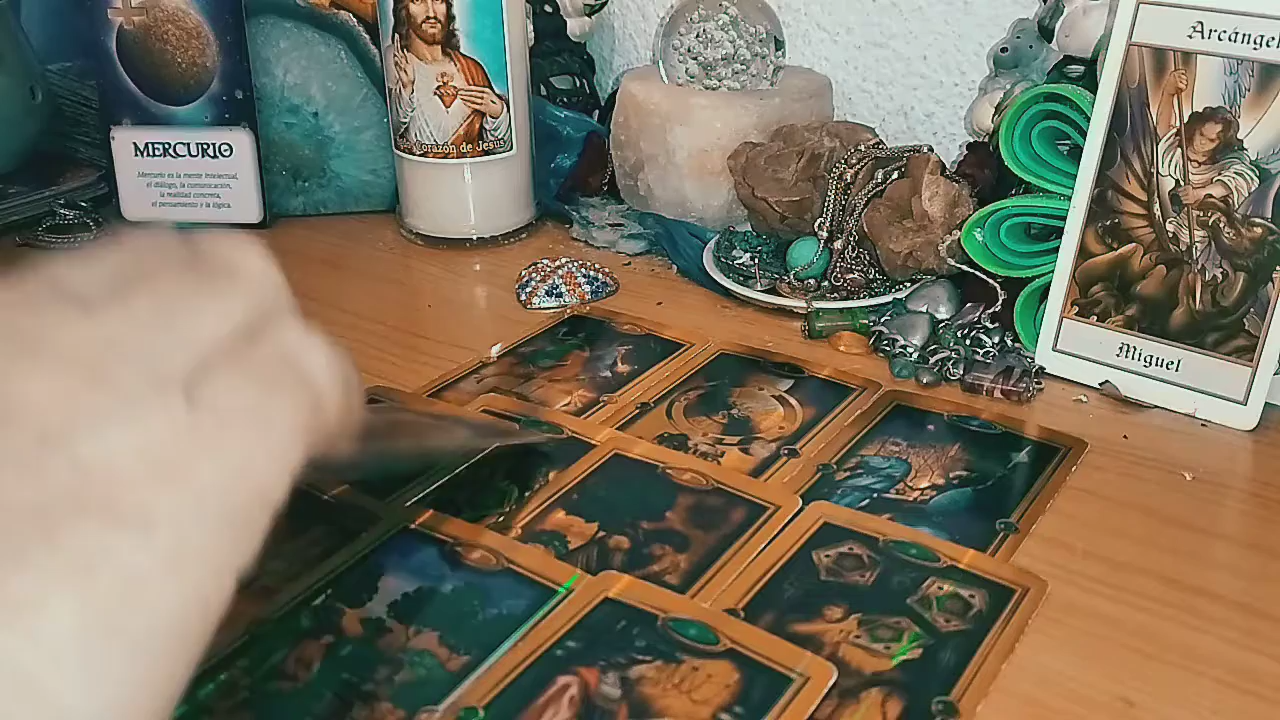 MERCURIO
Mercurio es la mente intelectual,
el diálogo, la comunicación,
la realidad concreta,
el pensamiento y la lógica.
Corazón de Jesús
Arcángel
Miguel